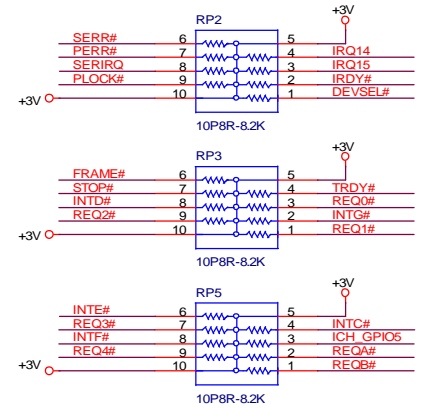 RP2 +3V
SERR# 6 5
PERR# 7 4 IRQ14
SERIRQ 8 3 IRQ15
PLOCK# 9 2 IRDY#
+3V 10 1 DEVSEL#
10P8R-8.2K
RP3 +3V
FRAME# 6 5
STOP# 7 4 TRDY#
INTD# 8 3 REQ0#
REQ2# 9 2 INTG#
+3V 10 1 REQ1#
10P8R-8.2K
RP5 +3V
INTE# 6 5
REQ3# 7 4 INTC#
INTF# 8 3 ICH_GPIO5
REQ4# 9 2 REQA#
+3V 10 1 REQB#
10P8R-8.2K